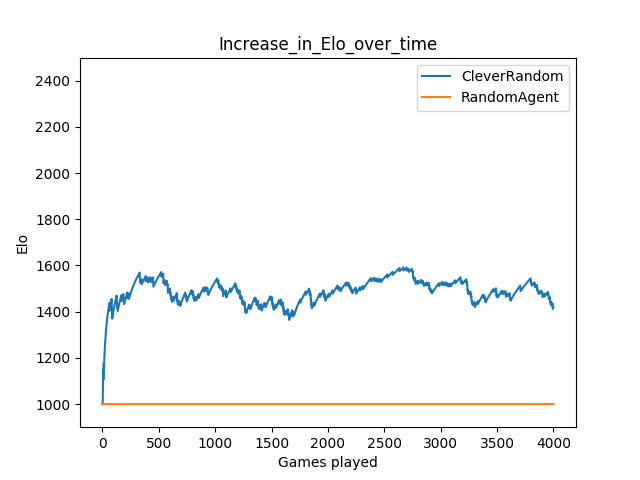 Increase_in_Elo_over_time
CleverRandom
RandomAgent
2400
2200
2000
1800
1600
1400
1200
1000
Elo
0 500 1000 1500 2000 2500 3000 3500 4000
Games played